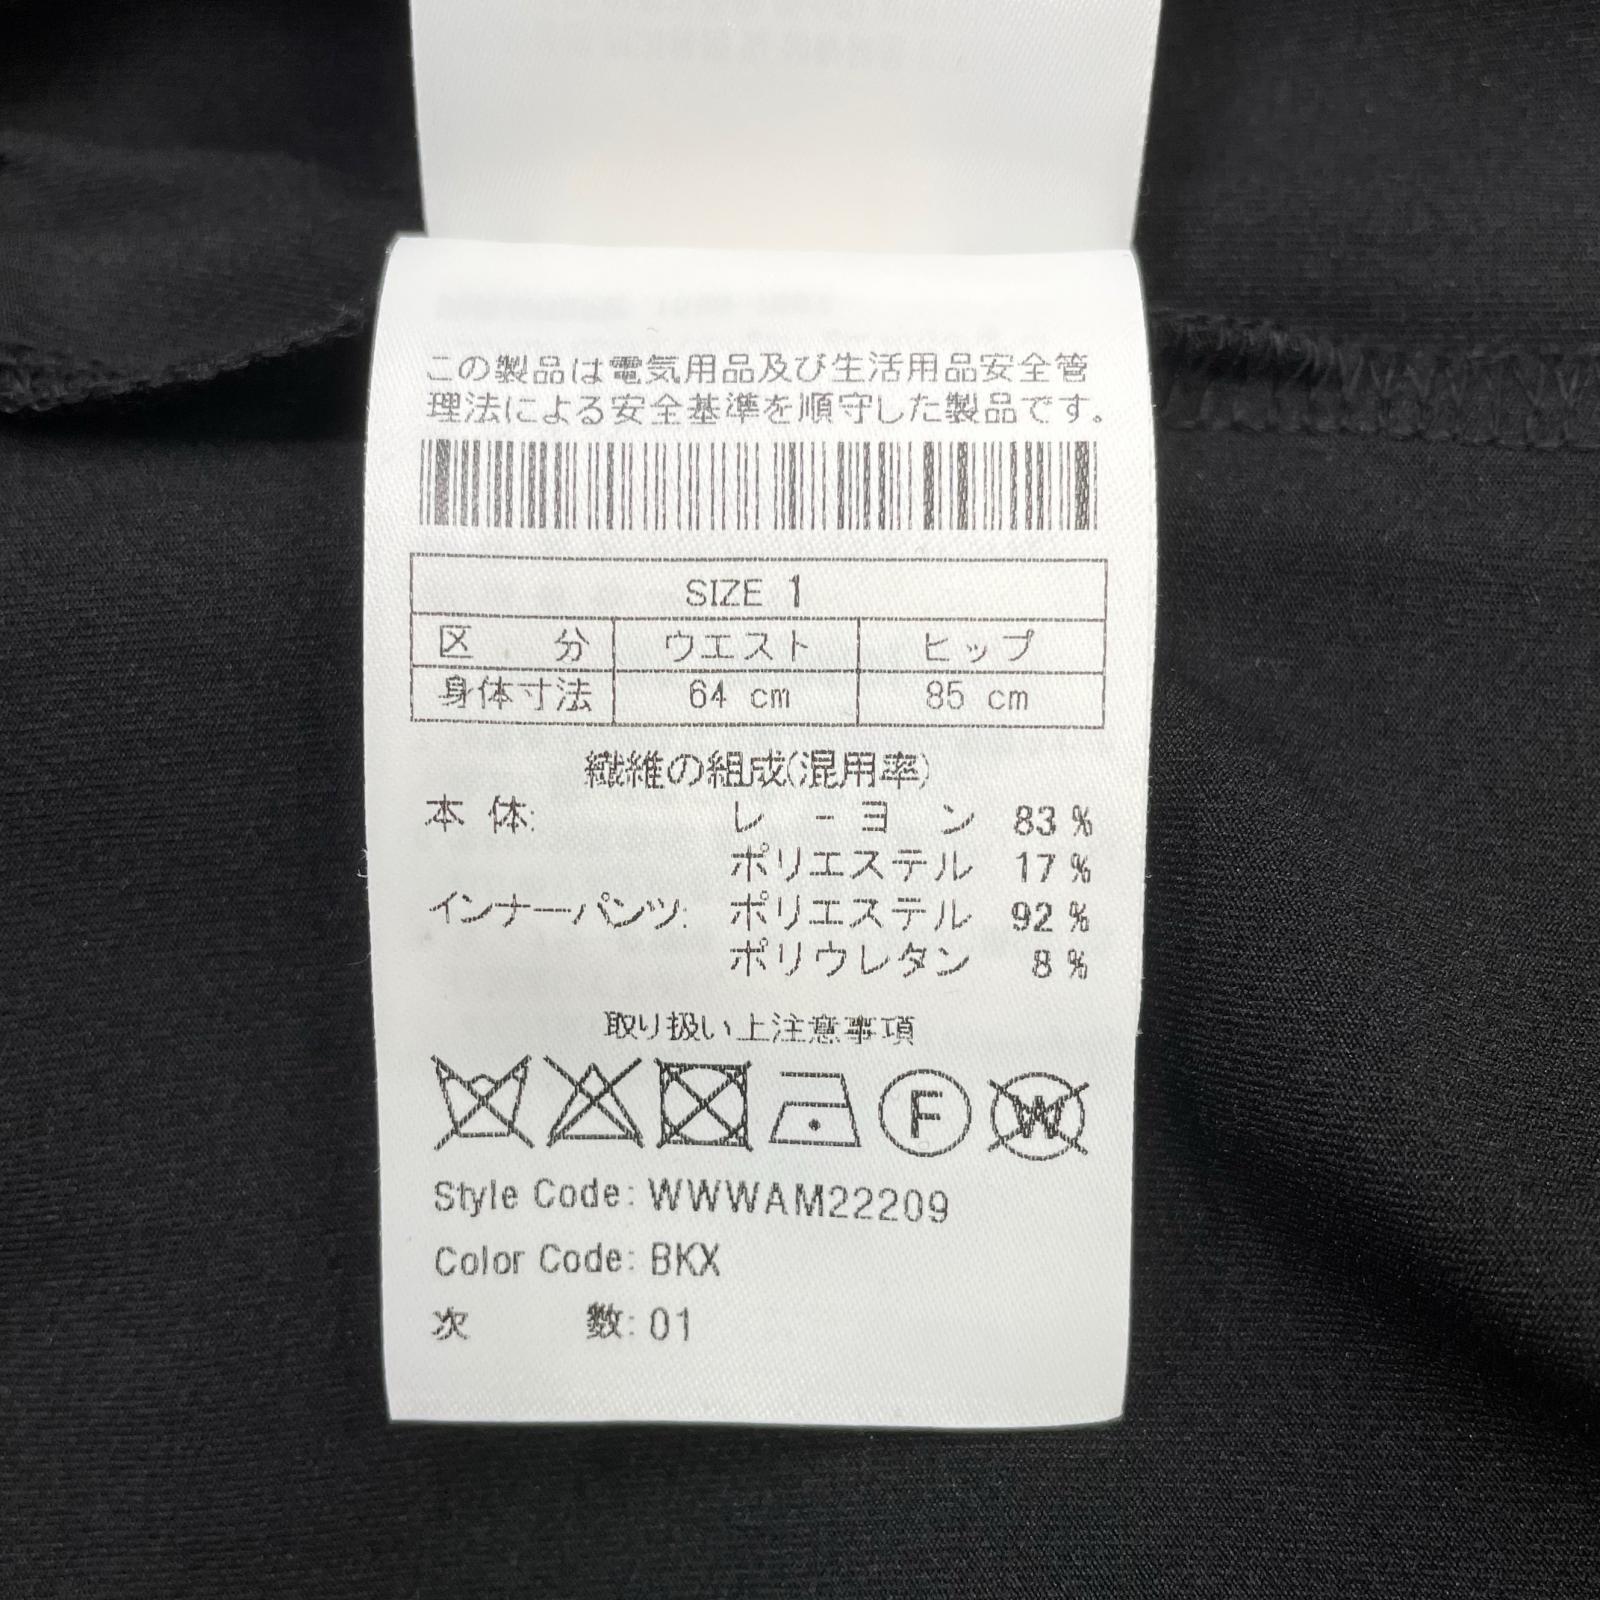 この製品は電気用品及び生活用品安全管
理法による安全基準を順守した製品です。
SIZE 1
区 分 ウエスト ヒップ
身体寸法 64 cm 85 cm
繊維の組成(混用率)
本 体: レ - ヨ ン 83 %
ポリエステル 17 %
インナーパンツ: ポリエステル 92 %
ポリウレタン 8 %
取り扱い上注意事項
F W
Style Code: WWWAM22209
Color Code: BKX
次 数: 01